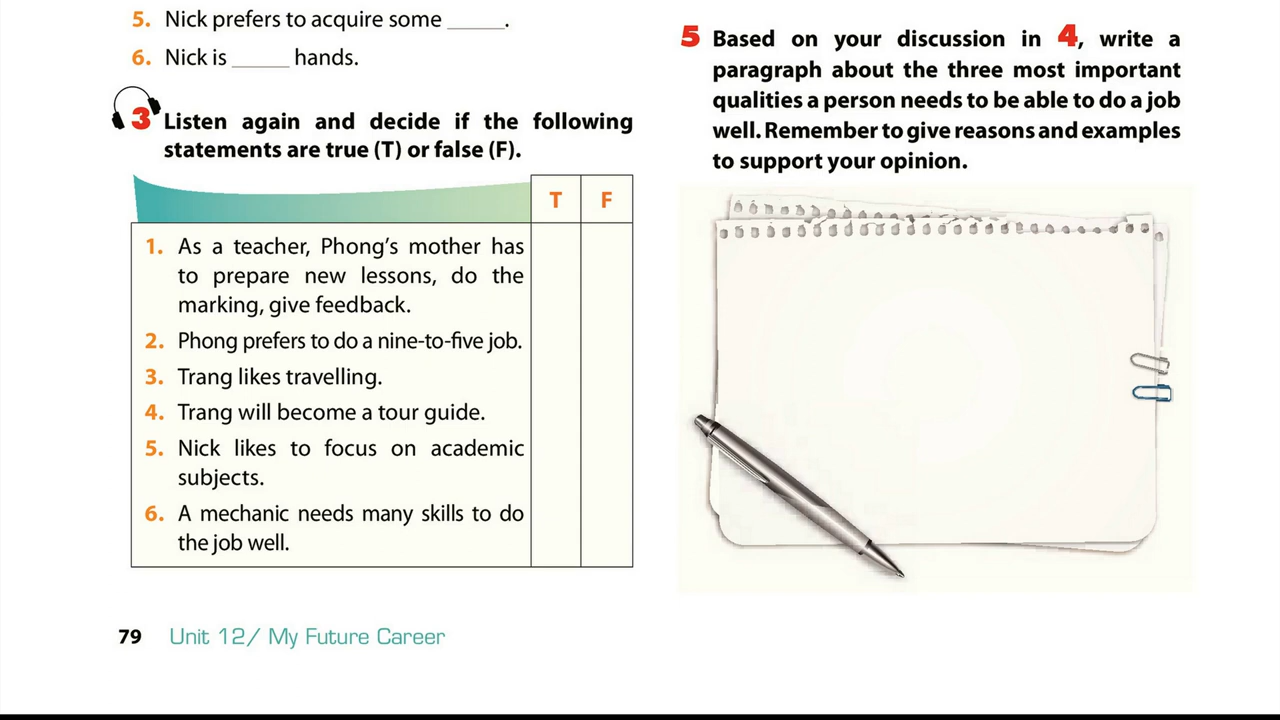 5. Nick prefers to acquire some ______.
6. Nick is ______ hands.
3 Listen again and decide if the following
statements are true (T) or false (F).
T F
1. As a teacher, Phong's mother has
to prepare new lessons, do the
marking, give feedback.
2. Phong prefers to do a nine-to-five job.
3. Trang likes travelling.
4. Trang will become a tour guide.
5. Nick likes to focus on academic
subjects.
6. A mechanic needs many skills to do
the job well.
79 Unit 12/ My Future Career
5 Based on your discussion in 4, write a
paragraph about the three most important
qualities a person needs to be able to do a job
well. Remember to give reasons and examples
to support your opinion.